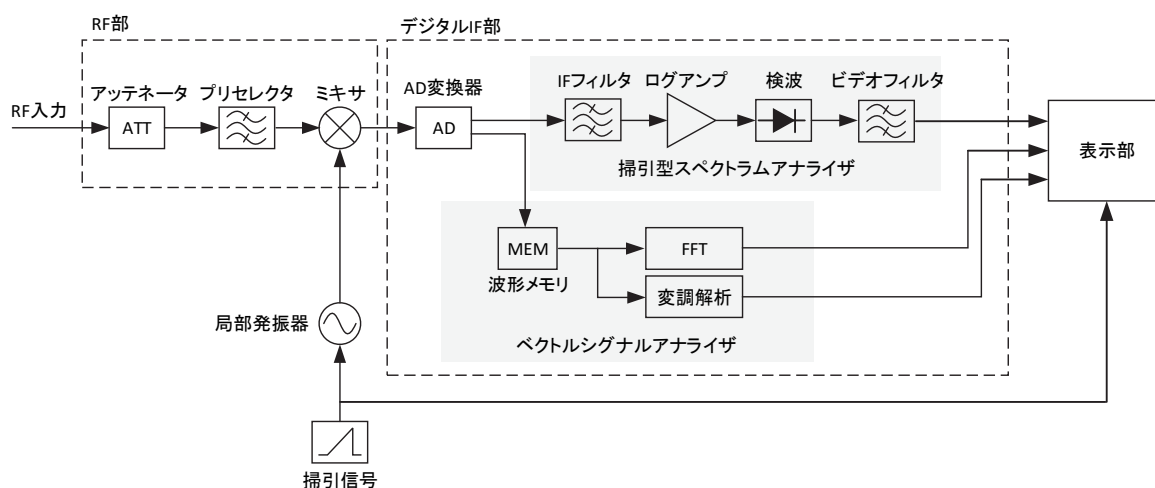 RF部
デジタルIF部
RF入力
アッテネータ
プリセレクタ
ミキサ
AD変換器
IFフィルタ
ログアンプ
検波
ビデオフィルタ
ATT
AD
表示部
掃引型スペクトラムアナライザ
MEM
波形メモリ
FFT
変調解析
局部発振器
ベクトルシグナルアナライザ
掃引信号